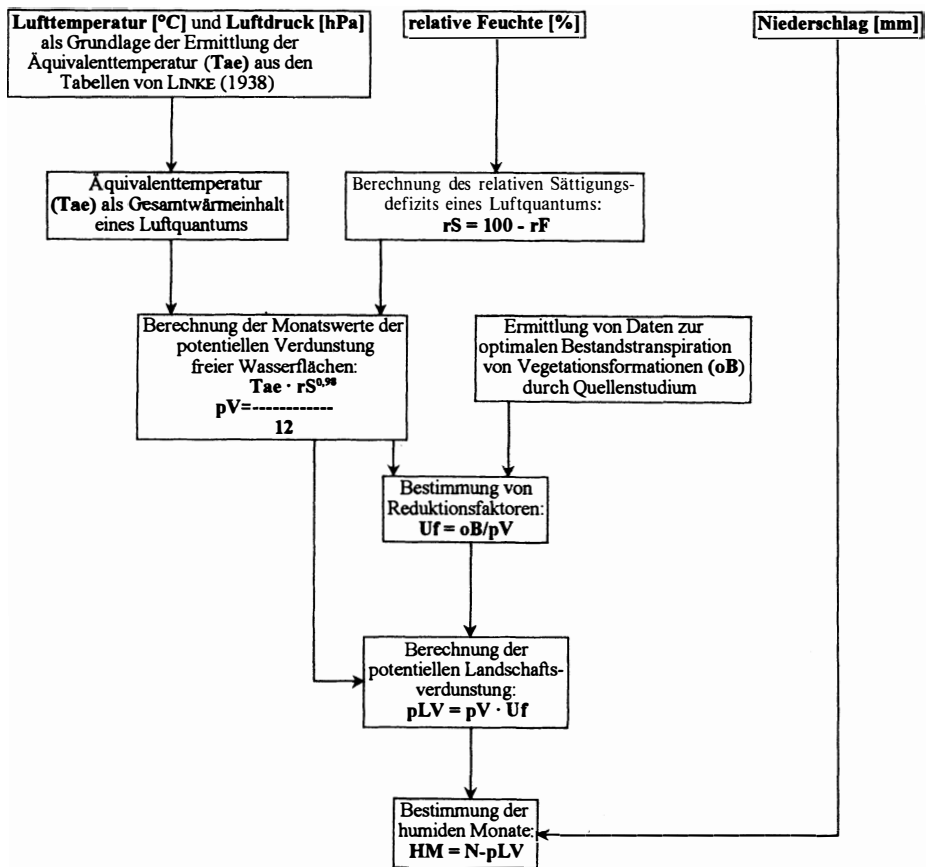 Lufttemperatur [°C] und Luftdruck [hPa]
als Grundlage der Ermittlung der
Äquivalenttemperatur (Tae) aus den
Tabellen von LINKE (1938)
relative Feuchte [%]
Niederschlag [mm]
Äquivalenttemperatur
(Tae) als Gesamtwärmeinhalt
eines Luftquantums
Berechnung des relativen Sättigungs-
defizits eines Luftquantums:
rS = 100 - rF
Berechnung der Monatswerte der
potentiellen Verdunstung
freier Wasserflächen:
Tae · rS^0,98
pV=------------
12
Ermittlung von Daten zur
optimalen Bestandstranspiration
von Vegetationsformationen (oB)
durch Quellenstudium
Bestimmung von
Reduktionsfaktoren:
Uf = oB/pV
Berechnung der
potentiellen Landschafts-
verdunstung:
pLV = pV · Uf
Bestimmung der
humiden Monate:
HM = N-pLV